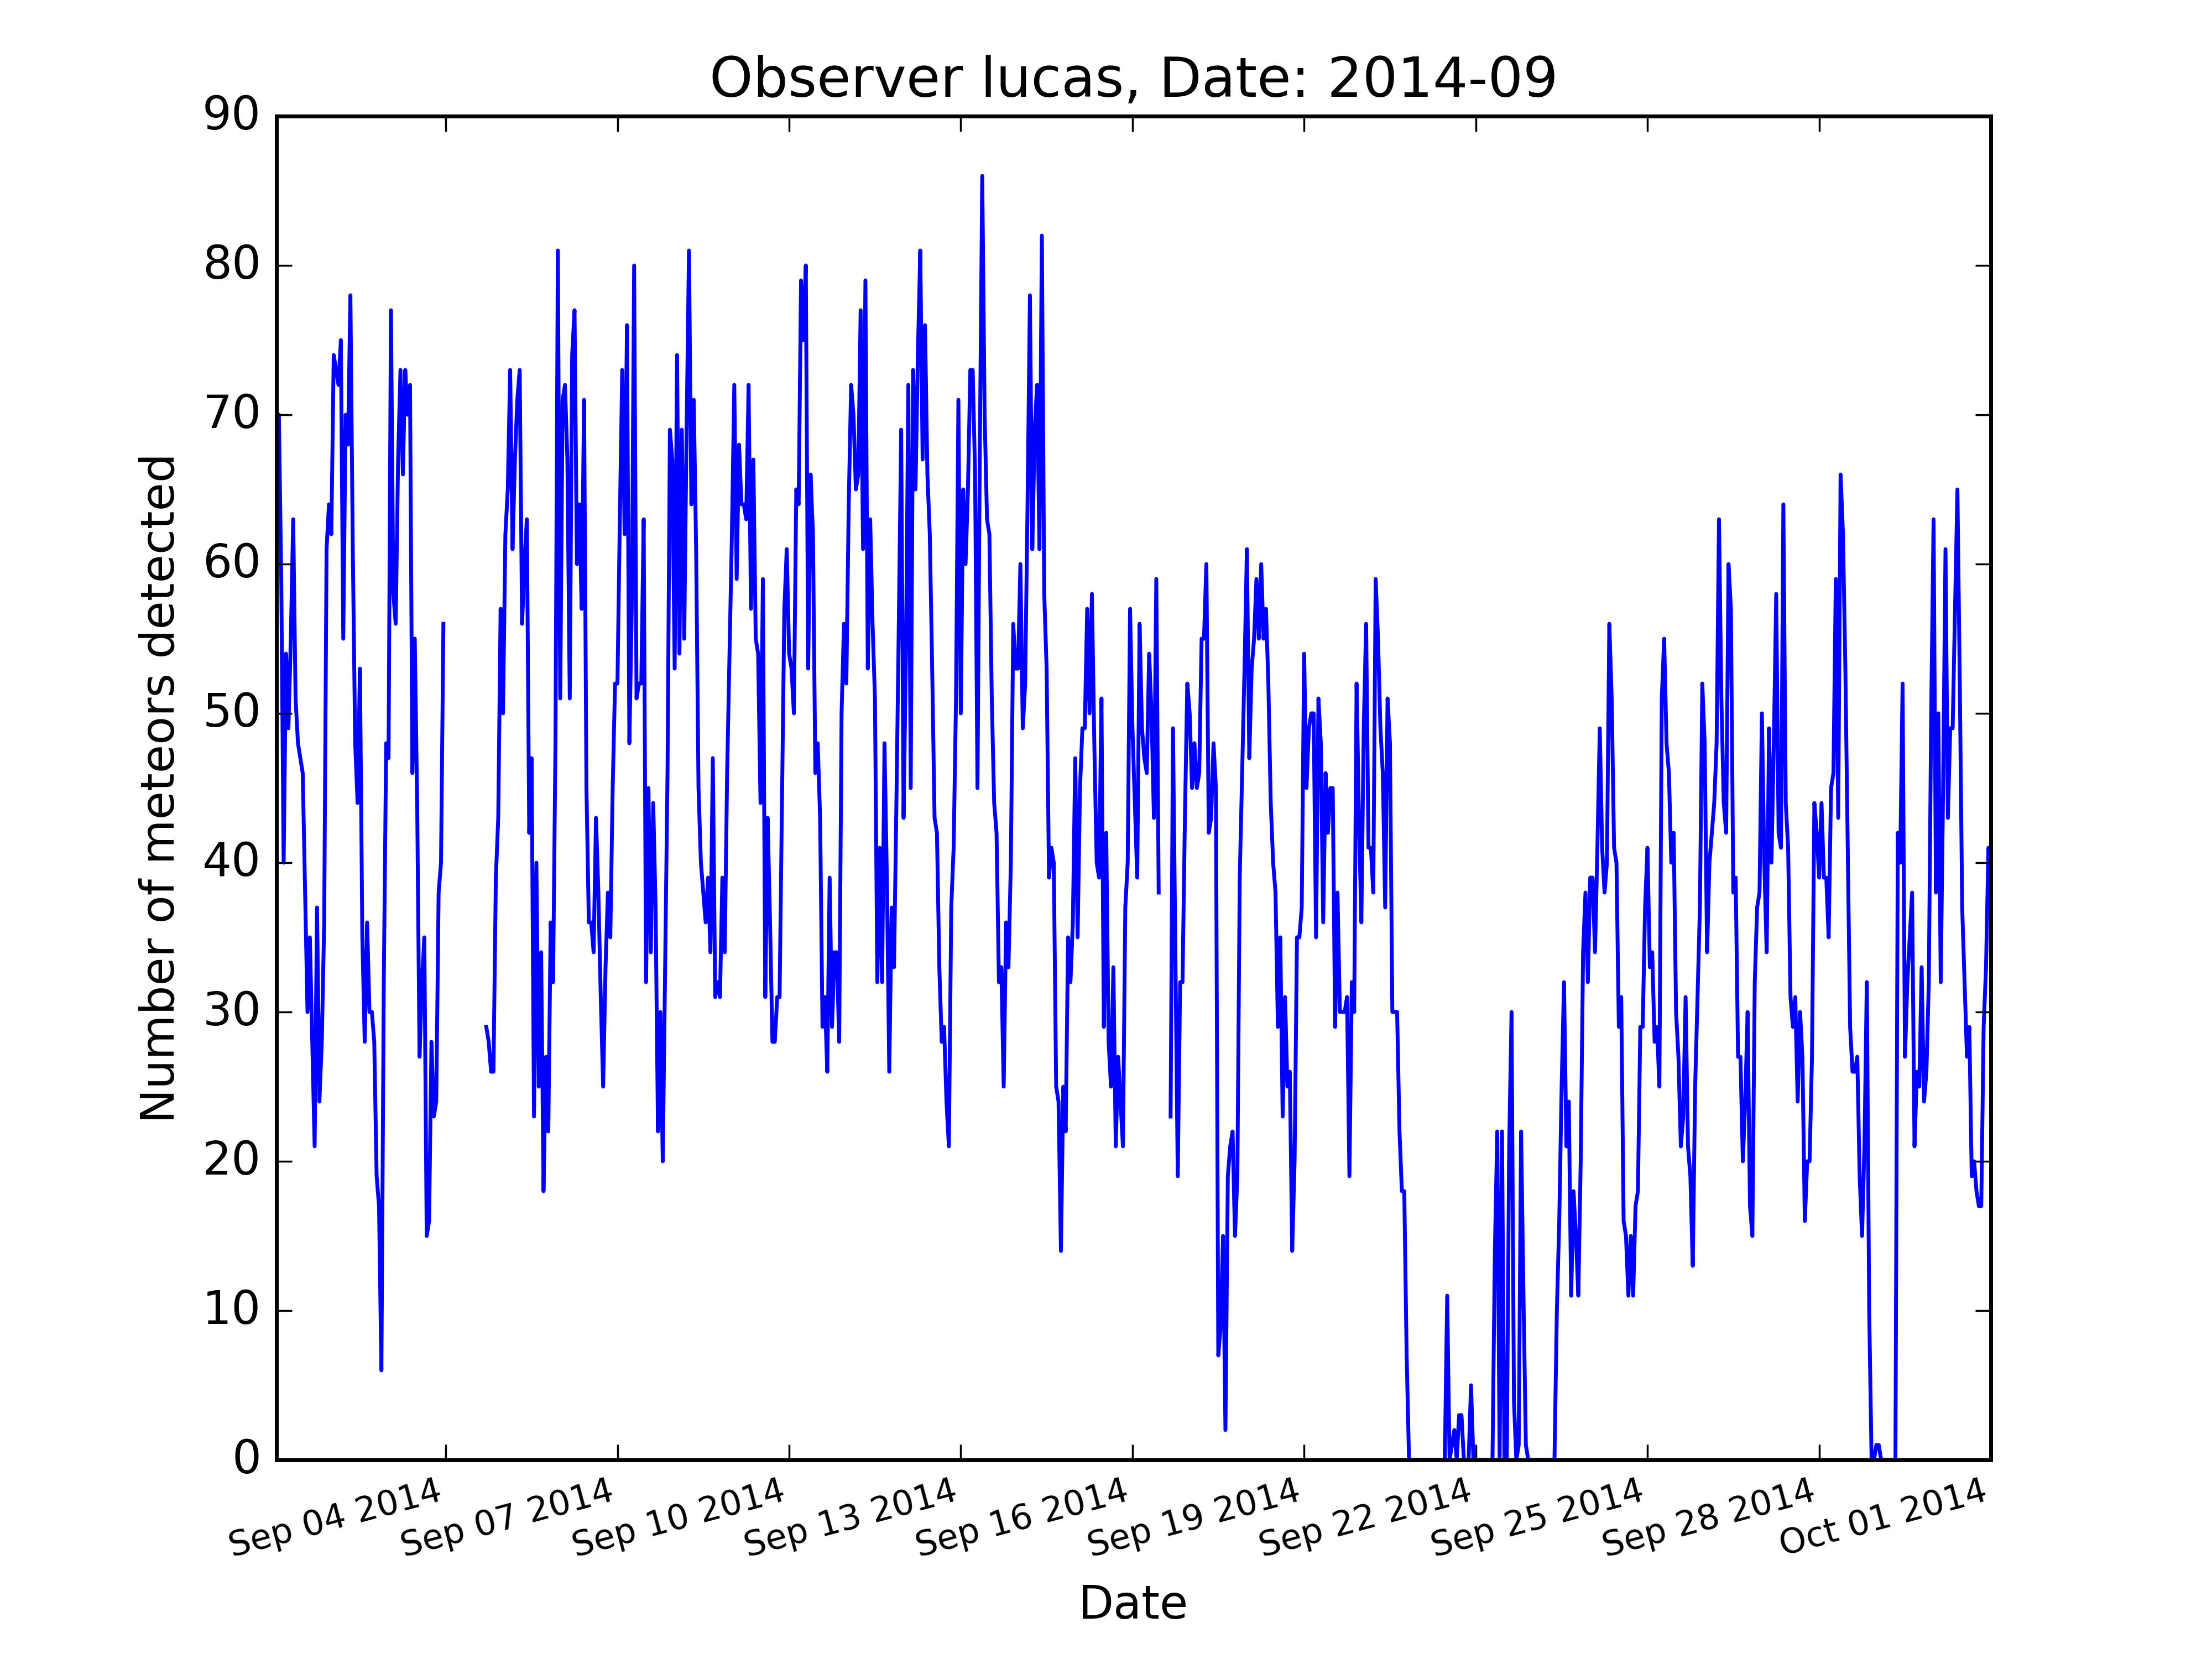 Observer lucas, Date: 2014-09
90
80
70
60
50
40
30
20
10
0
Number of meteors detected
Sep 04 2014
Sep 07 2014
Sep 10 2014
Sep 13 2014
Sep 16 2014
Sep 19 2014
Sep 22 2014
Sep 25 2014
Sep 28 2014
Oct 01 2014
Date